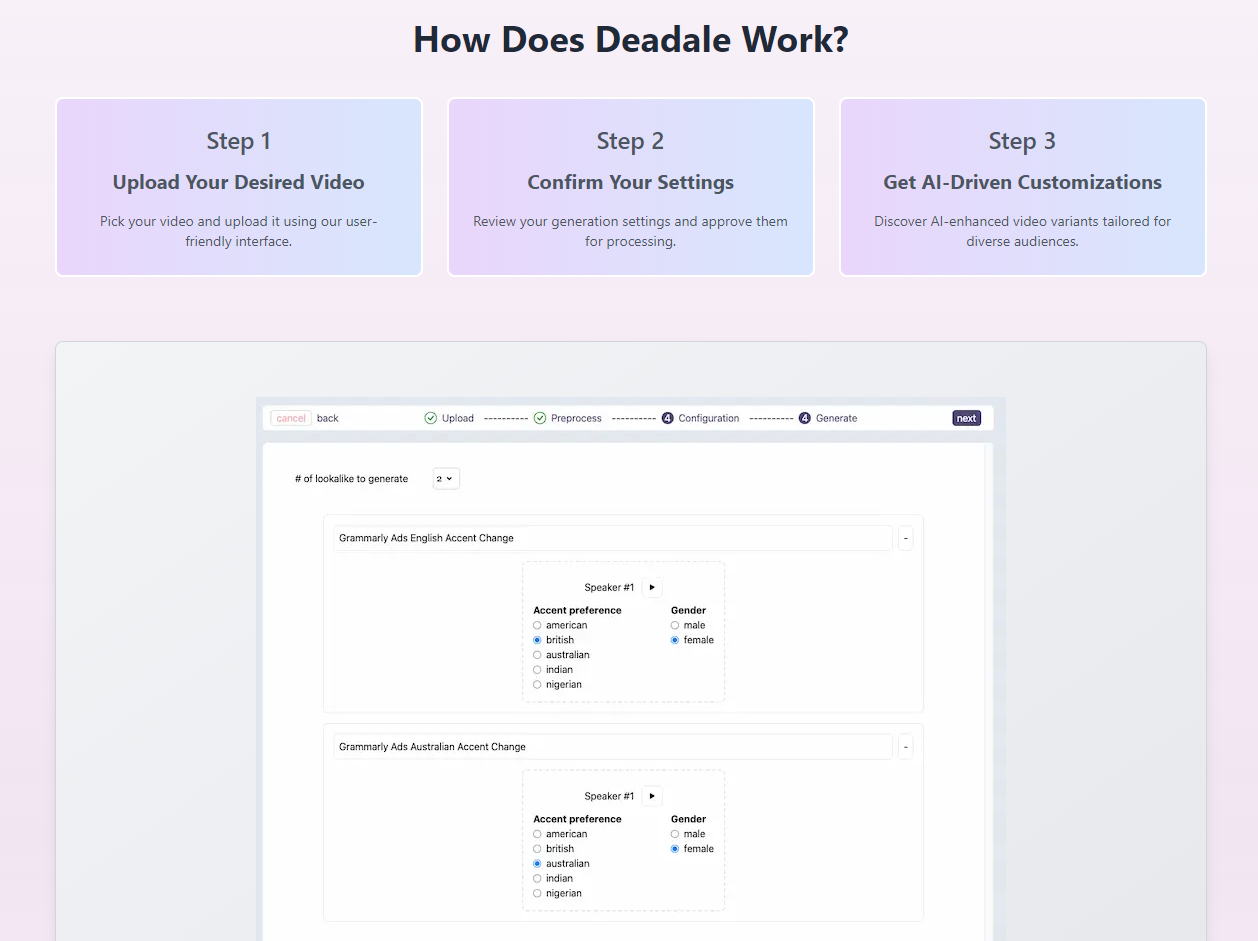 How Does Deadale Work?
Step 1
Upload Your Desired Video
Pick your video and upload it using our user-
friendly interface.
Step 2
Confirm Your Settings
Review your generation settings and approve them
for processing.
Step 3
Get AI-Driven Customizations
Discover AI-enhanced video variants tailored for
diverse audiences.
cancel back Upload ---------- Preprocess ---------- 4 Configuration ---------- 4 Generate next
# of lookalike to generate 2
Grammarly Ads English Accent Change -
Speaker #1
Accent preference Gender
american male
british female
australian
indian
nigerian
Grammarly Ads Australian Accent Change -
Speaker #1
Accent preference Gender
american male
british female
australian
indian
nigerian